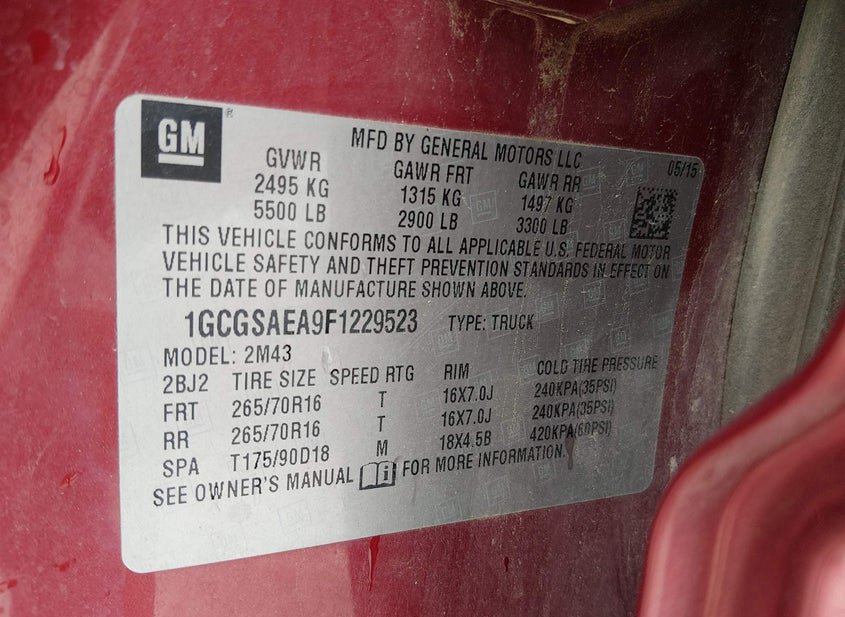 GM ®
MFD BY GENERAL MOTORS LLC
05/15
GVWR GAWR FRT GAWR RR
2495 KG 1315 KG 1497 KG
5500 LB 2900 LB 3300 LB
THIS VEHICLE CONFORMS TO ALL APPLICABLE U.S. FEDERAL MOTOR
VEHICLE SAFETY AND THEFT PREVENTION STANDARDS IN EFFECT ON
THE DATE OF MANUFACTURE SHOWN ABOVE.
1GCGSAEA9F1229523 TYPE: TRUCK
MODEL: 2M43
2BJ2 TIRE SIZE SPEED RTG RIM COLD TIRE PRESSURE
FRT 265/70R16 T 16X7.0J 240KPA(35PSI)
RR 265/70R16 T 16X7.0J 240KPA(35PSI)
SPA T175/90D18 M 18X4.5B 420KPA(60PSI)
SEE OWNER'S MANUAL i FOR MORE INFORMATION.